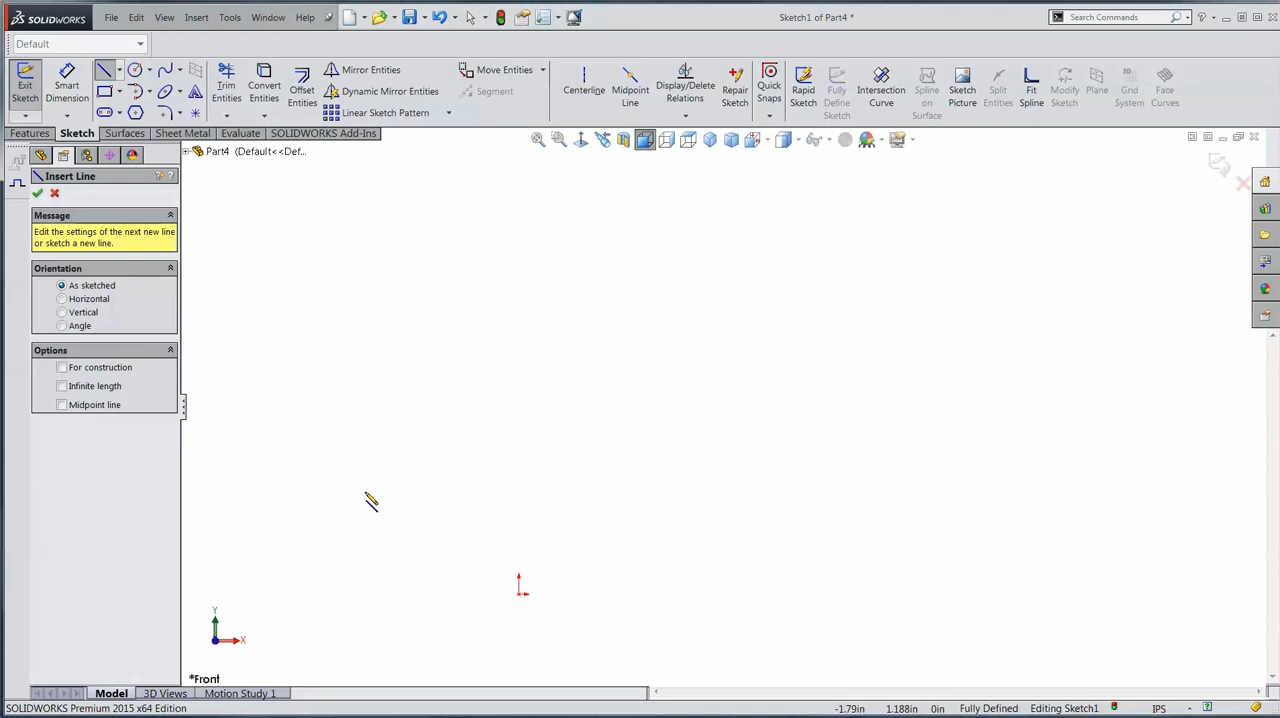 SOLIDWORKS File Edit View Insert Tools Window Help Sketch1 of Part4 * Search Commands
Default
Exit Sketch
Smart Dimension
Trim Entities
Convert Entities
Offset Entities
Mirror Entities
Dynamic Mirror Entities
Linear Sketch Pattern
Move Entities
Segment
Centerline
Midpoint Line
Display/Delete Relations
Repair Sketch
Quick Snaps
Rapid Sketch
Fully Define Sketch
Intersection Curve
Spline on Surface
Sketch Picture
Split Entities
Fit Spline
Modify Sketch
Plane
3D Grid System
Face Curves
Features Sketch Surfaces Sheet Metal Evaluate SOLIDWORKS Add-Ins
Part4 (Default<<Def...
Insert Line
Message
Edit the settings of the next new line
or sketch a new line.
Orientation
As sketched
Horizontal
Vertical
Angle
Options
For construction
Infinite length
Midpoint line
Y
X
*Front
Model 3D Views Motion Study 1
SOLIDWORKS Premium 2015 x64 Edition -1.79in 1.188in 0in Fully Defined Editing Sketch1 IPS